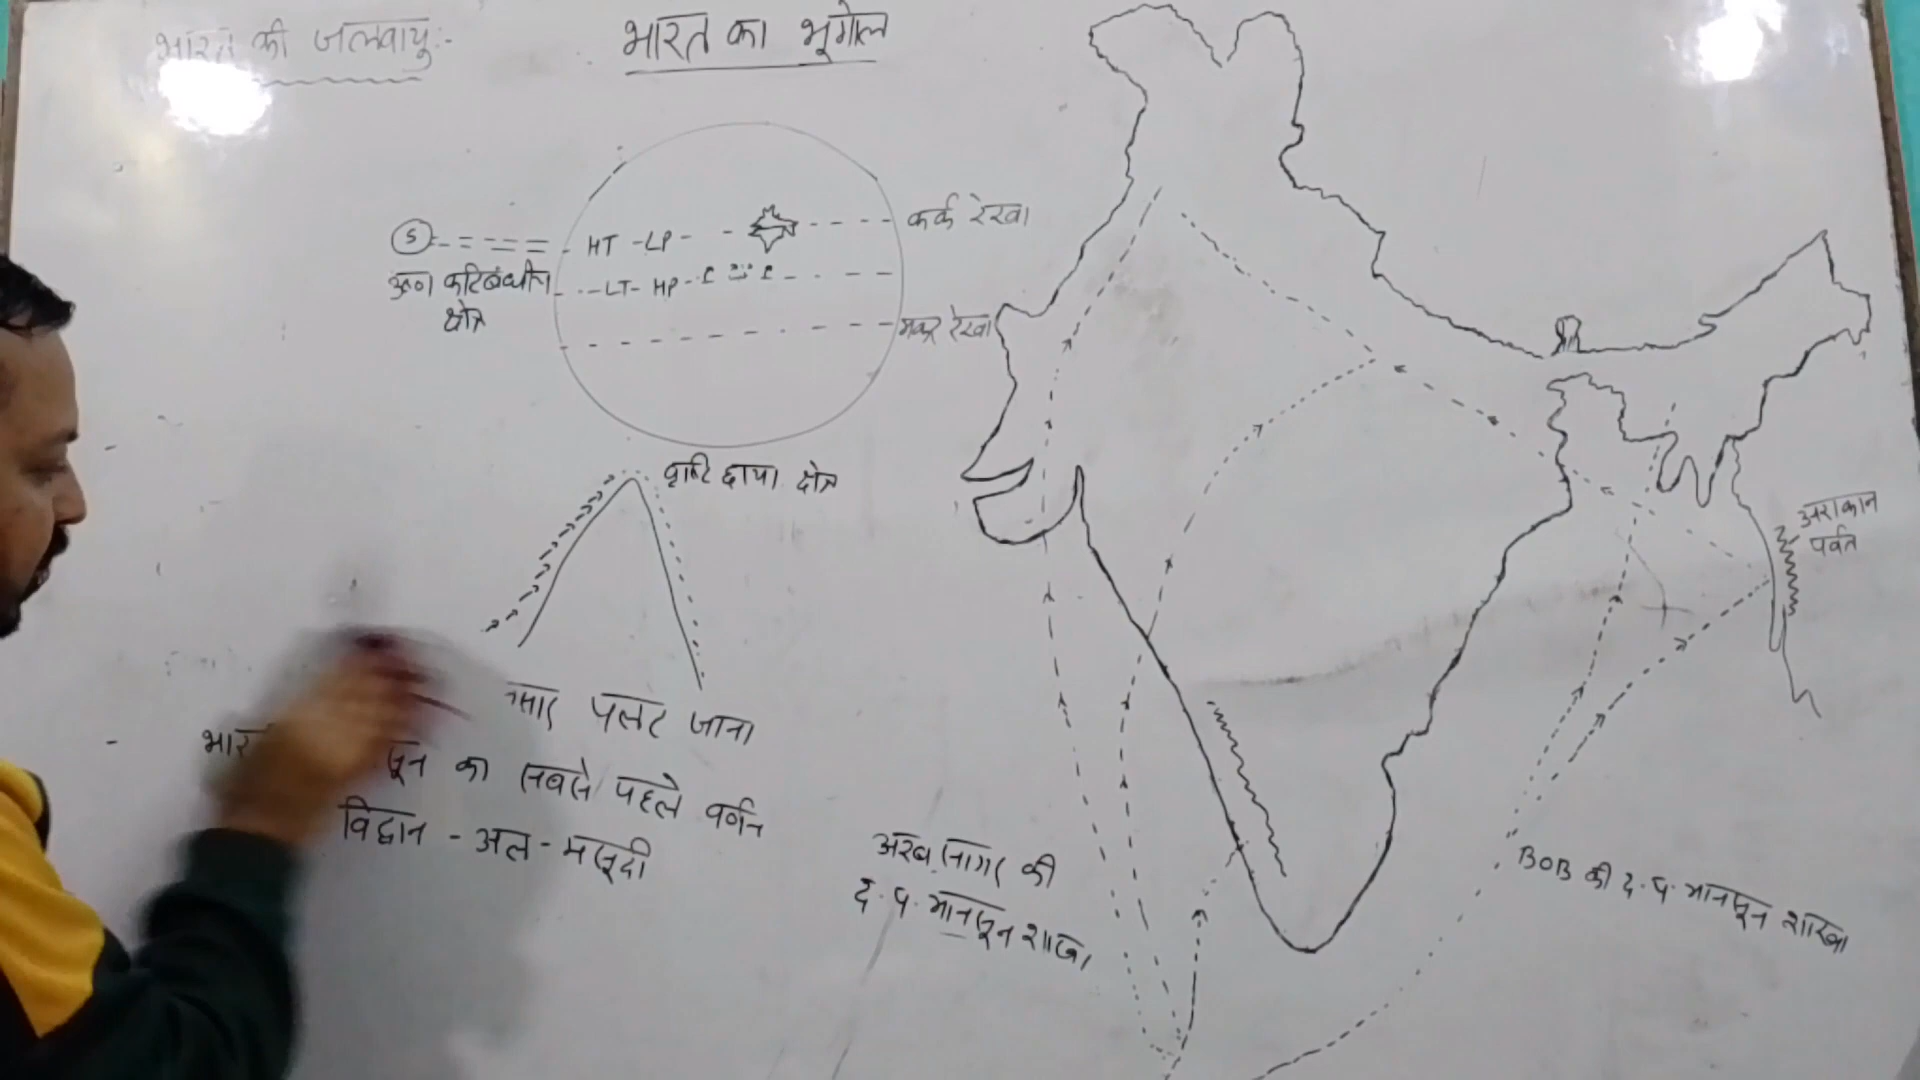 भारत की जलवायु:-
भारत का भूगोल
S
HT - LP -
कर्क रेखा
उष्ण कटिबंधीय
क्षेत्र
LT - HP -
मकर रेखा
वृष्टि छाया क्षेत्र
पलट जाना
का सबसे पहले वर्णन
विद्वान - अल - मसूदी
अरब सागर की
द. प. मानसून शाखा
BOB की द. प. मानसून शाखा
अराकान
पर्वत